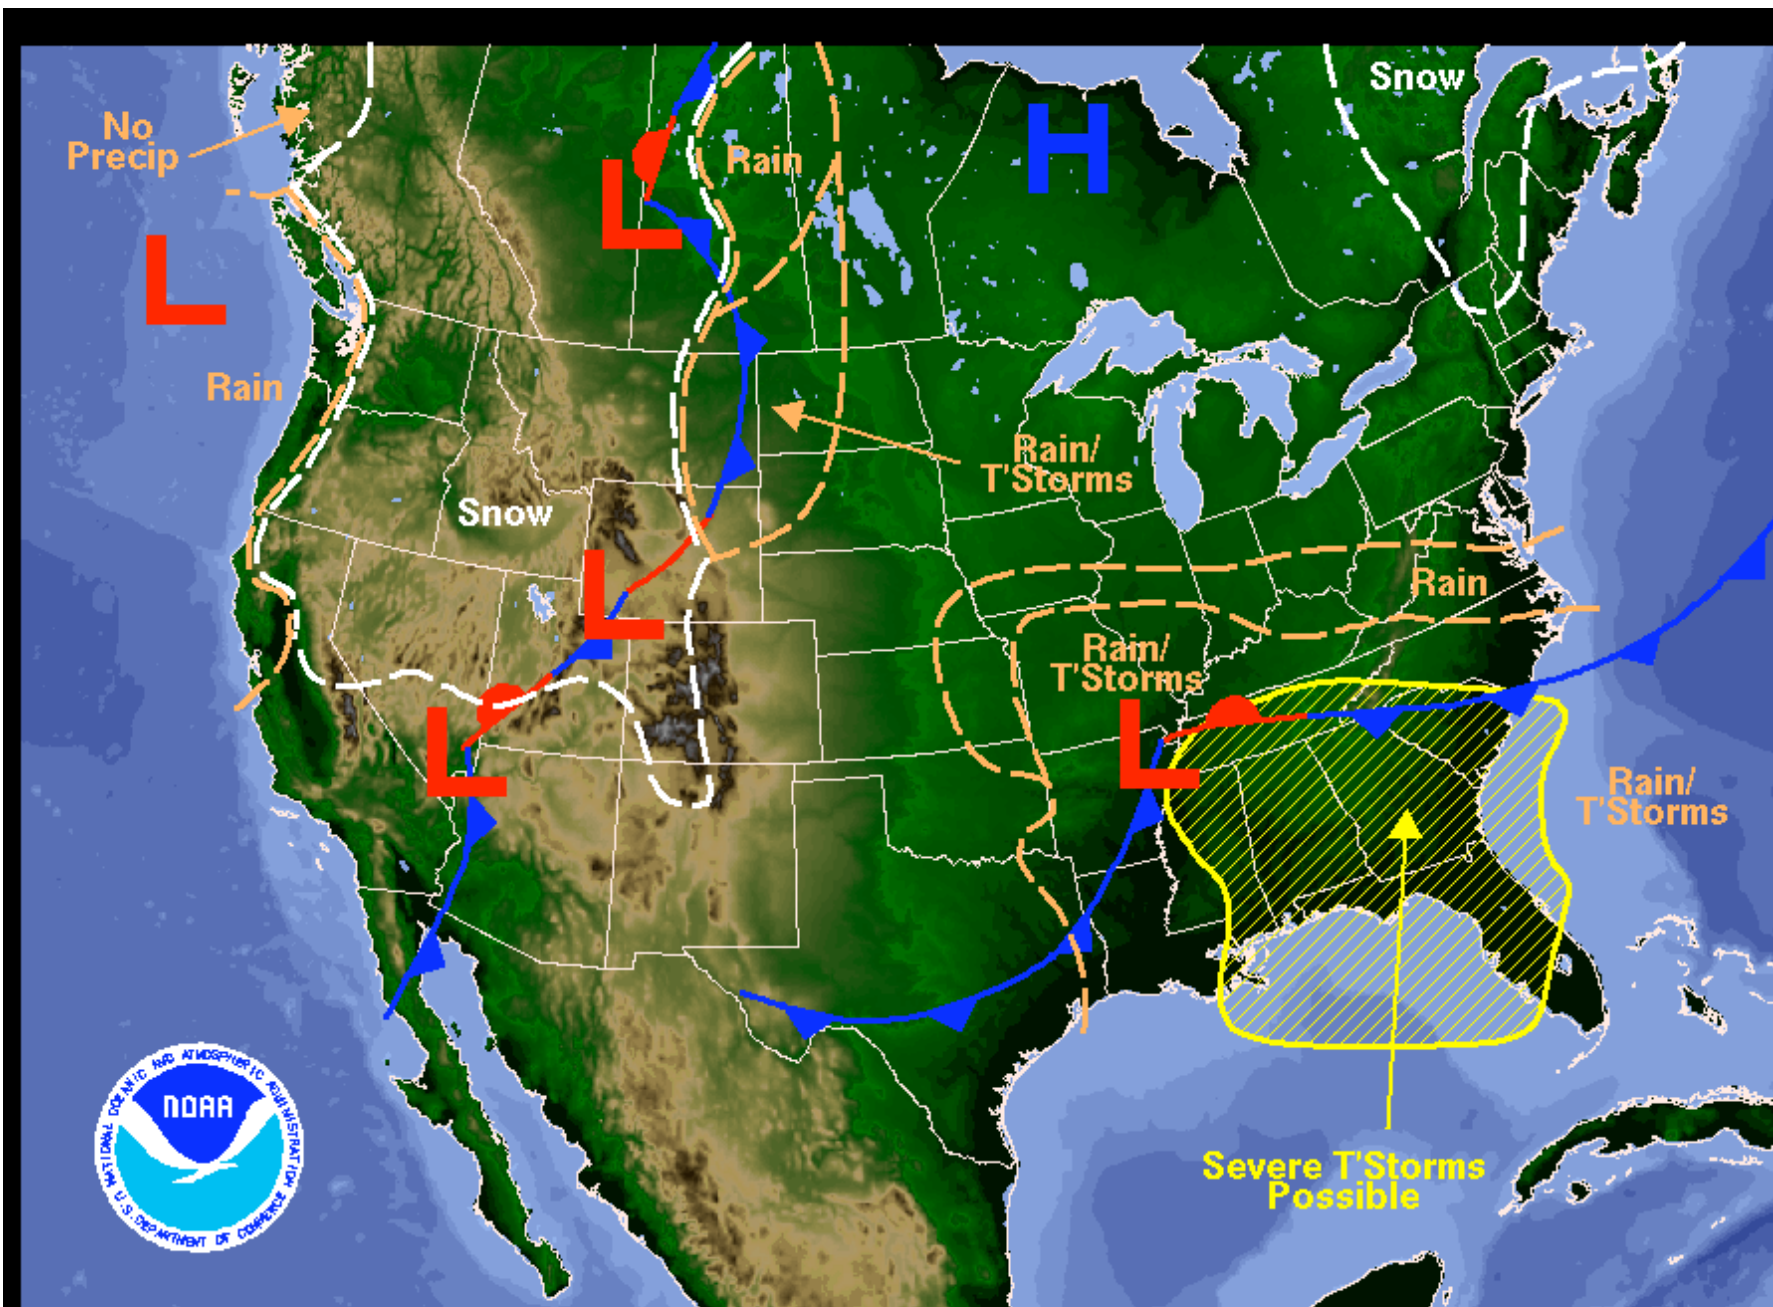 Snow
No
Precip
H
Rain
L
L
Rain
Rain/
T'Storms
Snow
L
Rain
Rain/
T'Storms
L
L
Rain/
T'Storms
NOAA
NATIONAL OCEANIC AND ATMOSPHERIC ADMINISTRATION
U.S. DEPARTMENT OF COMMERCE
Severe T'Storms
Possible